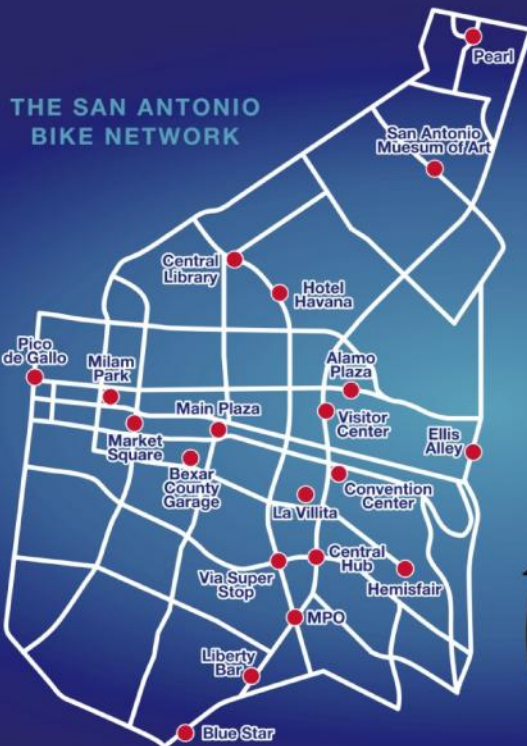 THE SAN ANTONIO
BIKE NETWORK
Pearl
San Antonio
Muesum of Art
Central
Library
Hotel
Havana
Pico
de Gallo
Milam
Park
Alamo
Plaza
Main Plaza
Visitor
Center
Market
Square
Ellis
Alley
Bexar
County
Garage
Convention
Center
La Villita
Via Super
Stop
Central
Hub
Hemisfair
MPO
Liberty
Bar
Blue Star